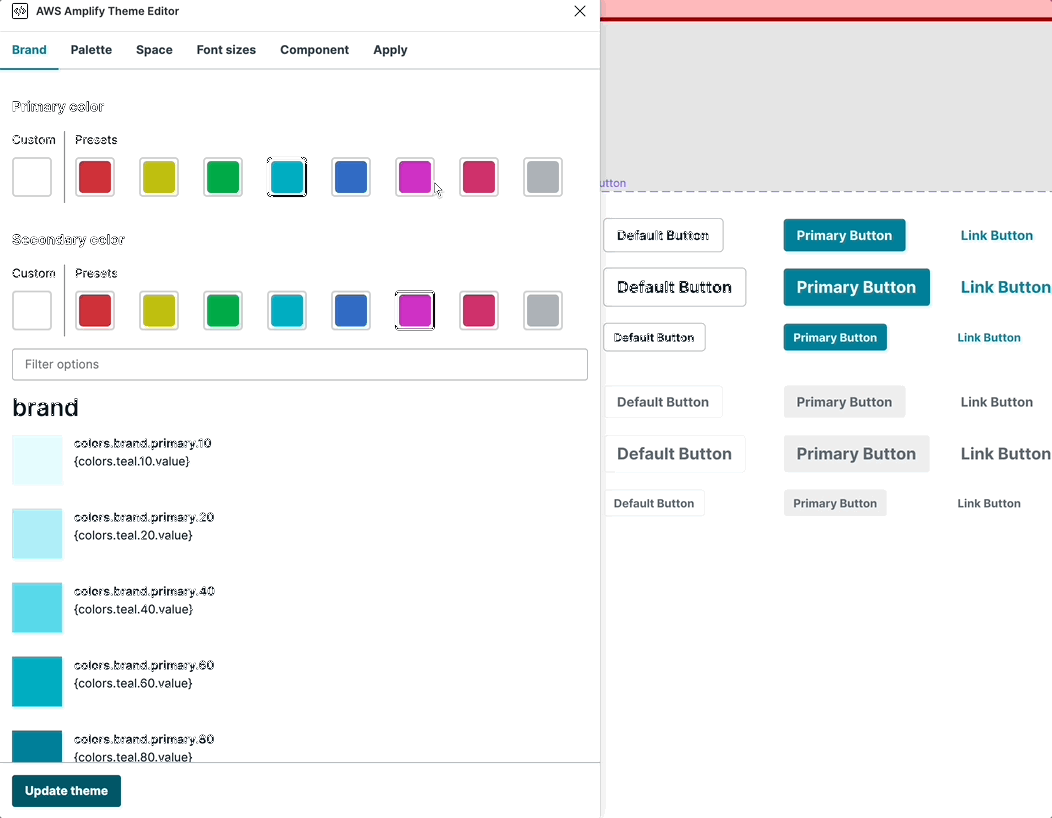 AWS Amplify Theme Editor
Brand Palette Space Font sizes Component Apply
Primary color
Custom Presets
Secondary color
Custom Presets
Filter options
brand
colors.brand.primary.10
{colors.teal.10.value}
colors.brand.primary.20
{colors.teal.20.value}
colors.brand.primary.40
{colors.teal.40.value}
colors.brand.primary.60
{colors.teal.60.value}
colors.brand.primary.80
{colors.teal.80.value}
Update theme
utton
Default Button Primary Button Link Button
Default Button Primary Button Link Button
Default Button Primary Button Link Button
Default Button Primary Button Link Button
Default Button Primary Button Link Button
Default Button Primary Button Link Button